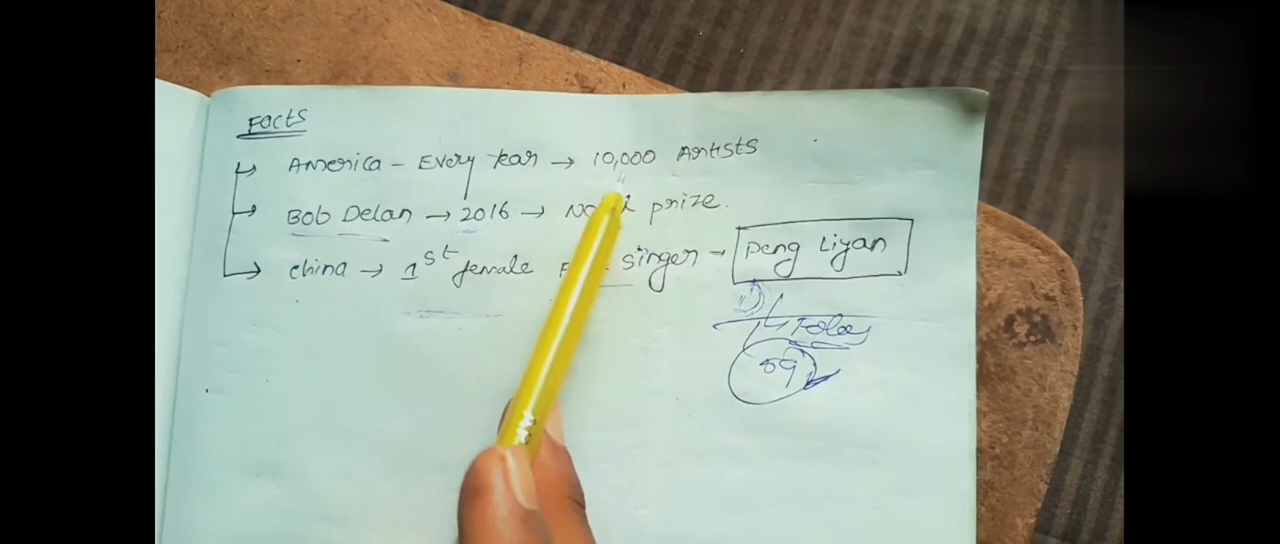 Facts
America - Every Year → 10,000 Artists
Bob Delan → 2016 → prize.
China → 1st female singer → Peng Liyan
59